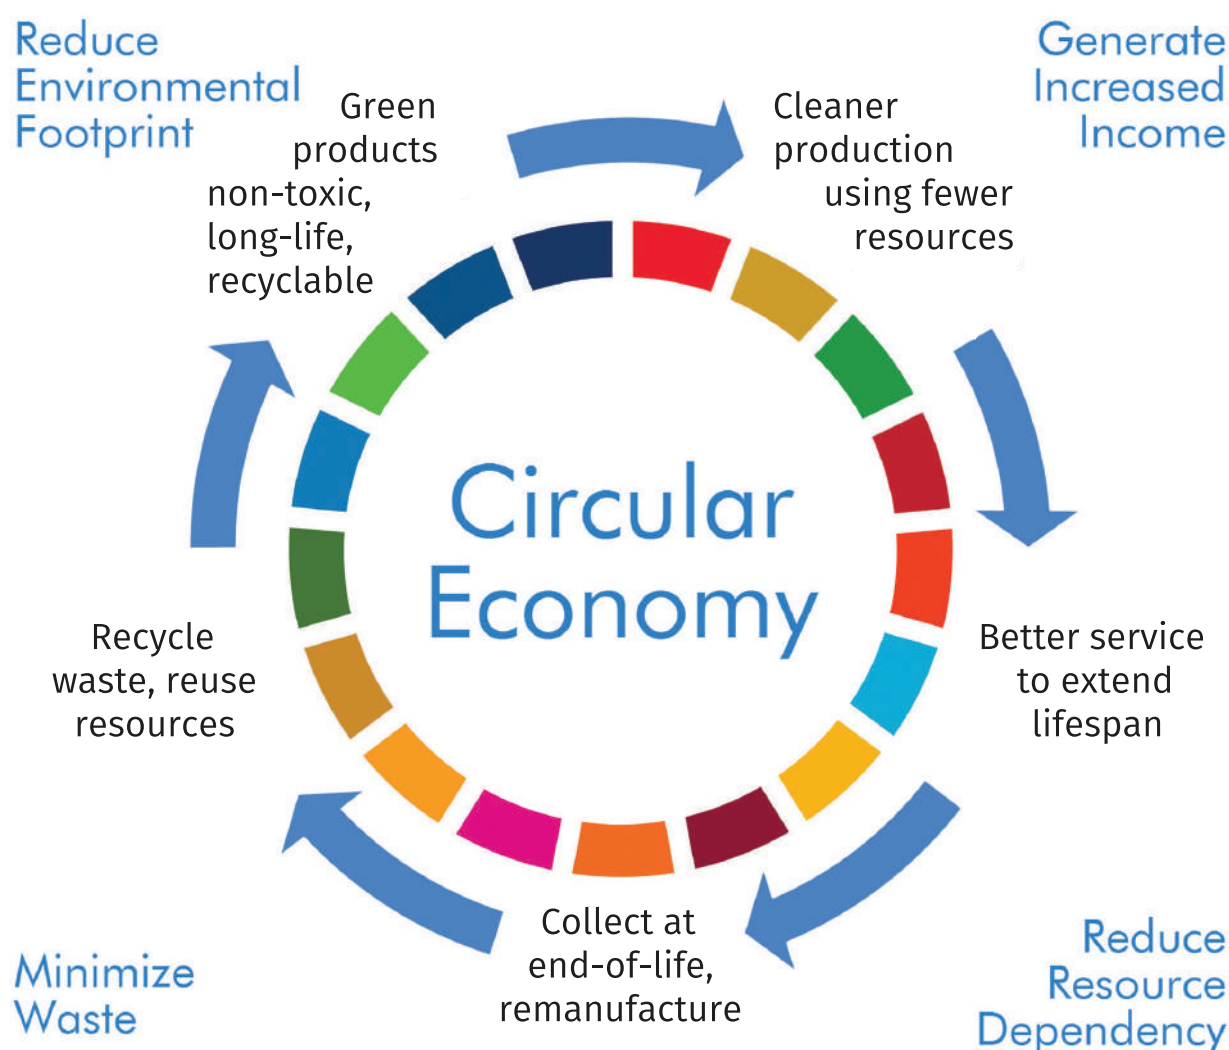 Reduce
Environmental
Footprint
Generate
Increased
Income
Green
products
non-toxic,
long-life,
recyclable
Cleaner
production
using fewer
resources
Circular
Economy
Better service
to extend
lifespan
Collect at
end-of-life,
remanufacture
Recycle
waste, reuse
resources
Minimize
Waste
Reduce
Resource
Dependency